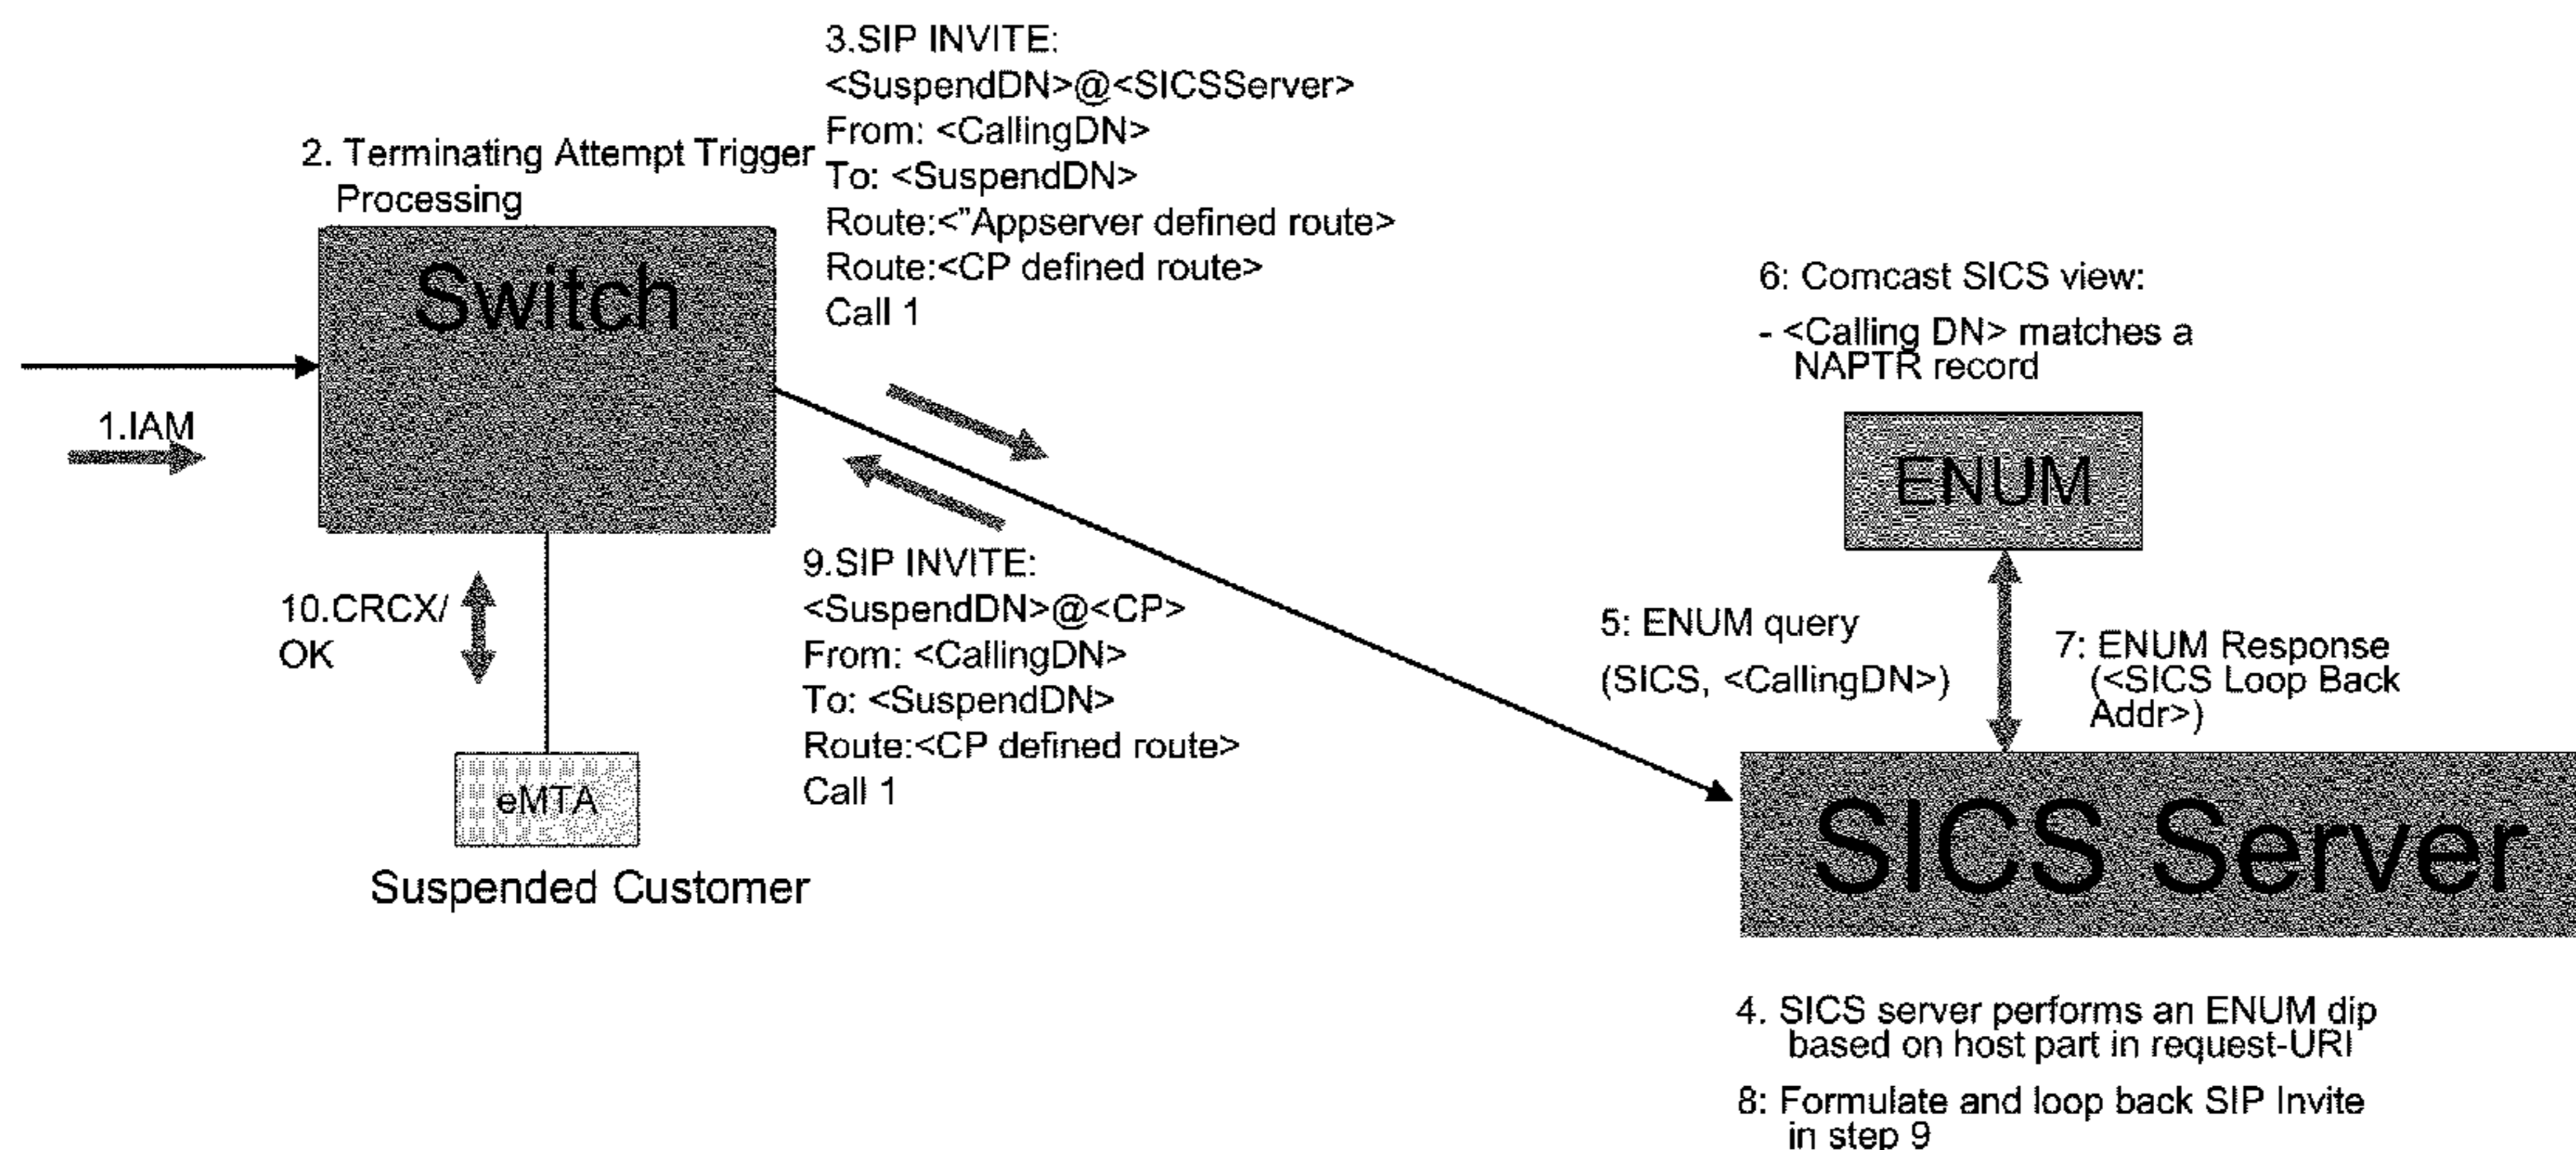 3.SIP INVITE:
<SuspendDN>@<SICSServer>
From: <CallingDN>
To: <SuspendDN>
Route:<"Appserver defined route>
Route:<CP defined route>
Call 1
2. Terminating Attempt Trigger
Processing
Switch
1.IAM
6: Comcast SICS view:
- <Calling DN> matches a
NAPTR record
ENUM
9.SIP INVITE:
<SuspendDN>@<CP>
From: <CallingDN>
To: <SuspendDN>
Route:<CP defined route>
Call 1
10.CRCX/
OK
5: ENUM query
(SICS, <CallingDN>)
7: ENUM Response
(<SICS Loop Back
Addr>)
eMTA
Suspended Customer
SICS Server
4. SICS server performs an ENUM dip
based on host part in request-URI
8: Formulate and loop back SIP Invite
in step 9